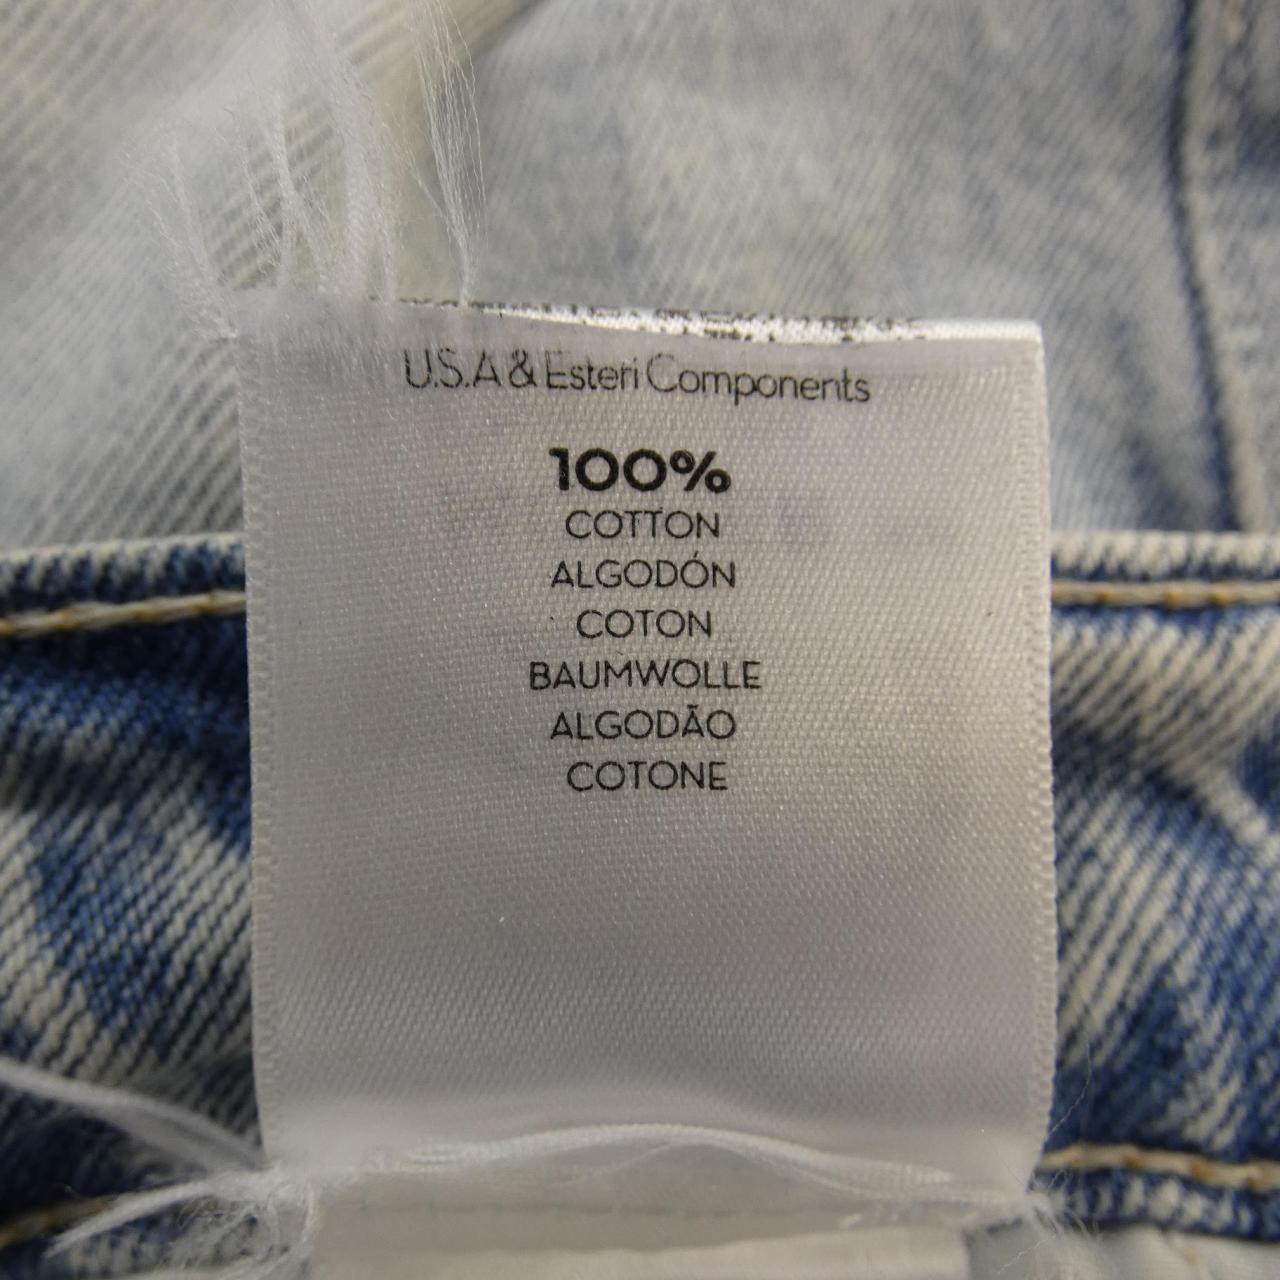 U.S.A & Esteri Components
100%
COTTON
ALGODÓN
COTON
BAUMWOLLE
ALGODÃO
COTONE